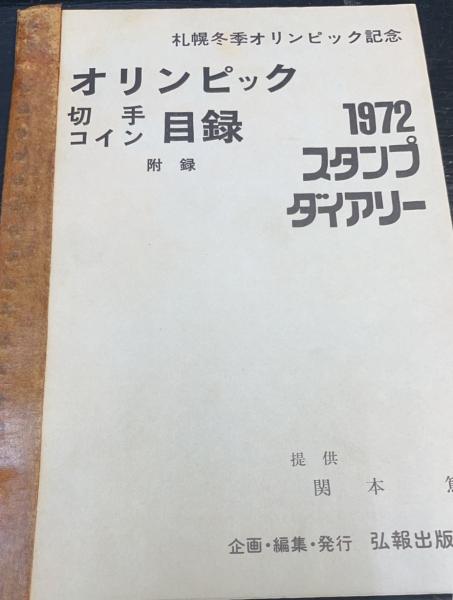 札幌冬季オリンピック記念
オリンピック
切手
コイン 目録
附録
1972
スタンプ
ダイアリー
提供
関本
企画・編集・発行 弘報出版